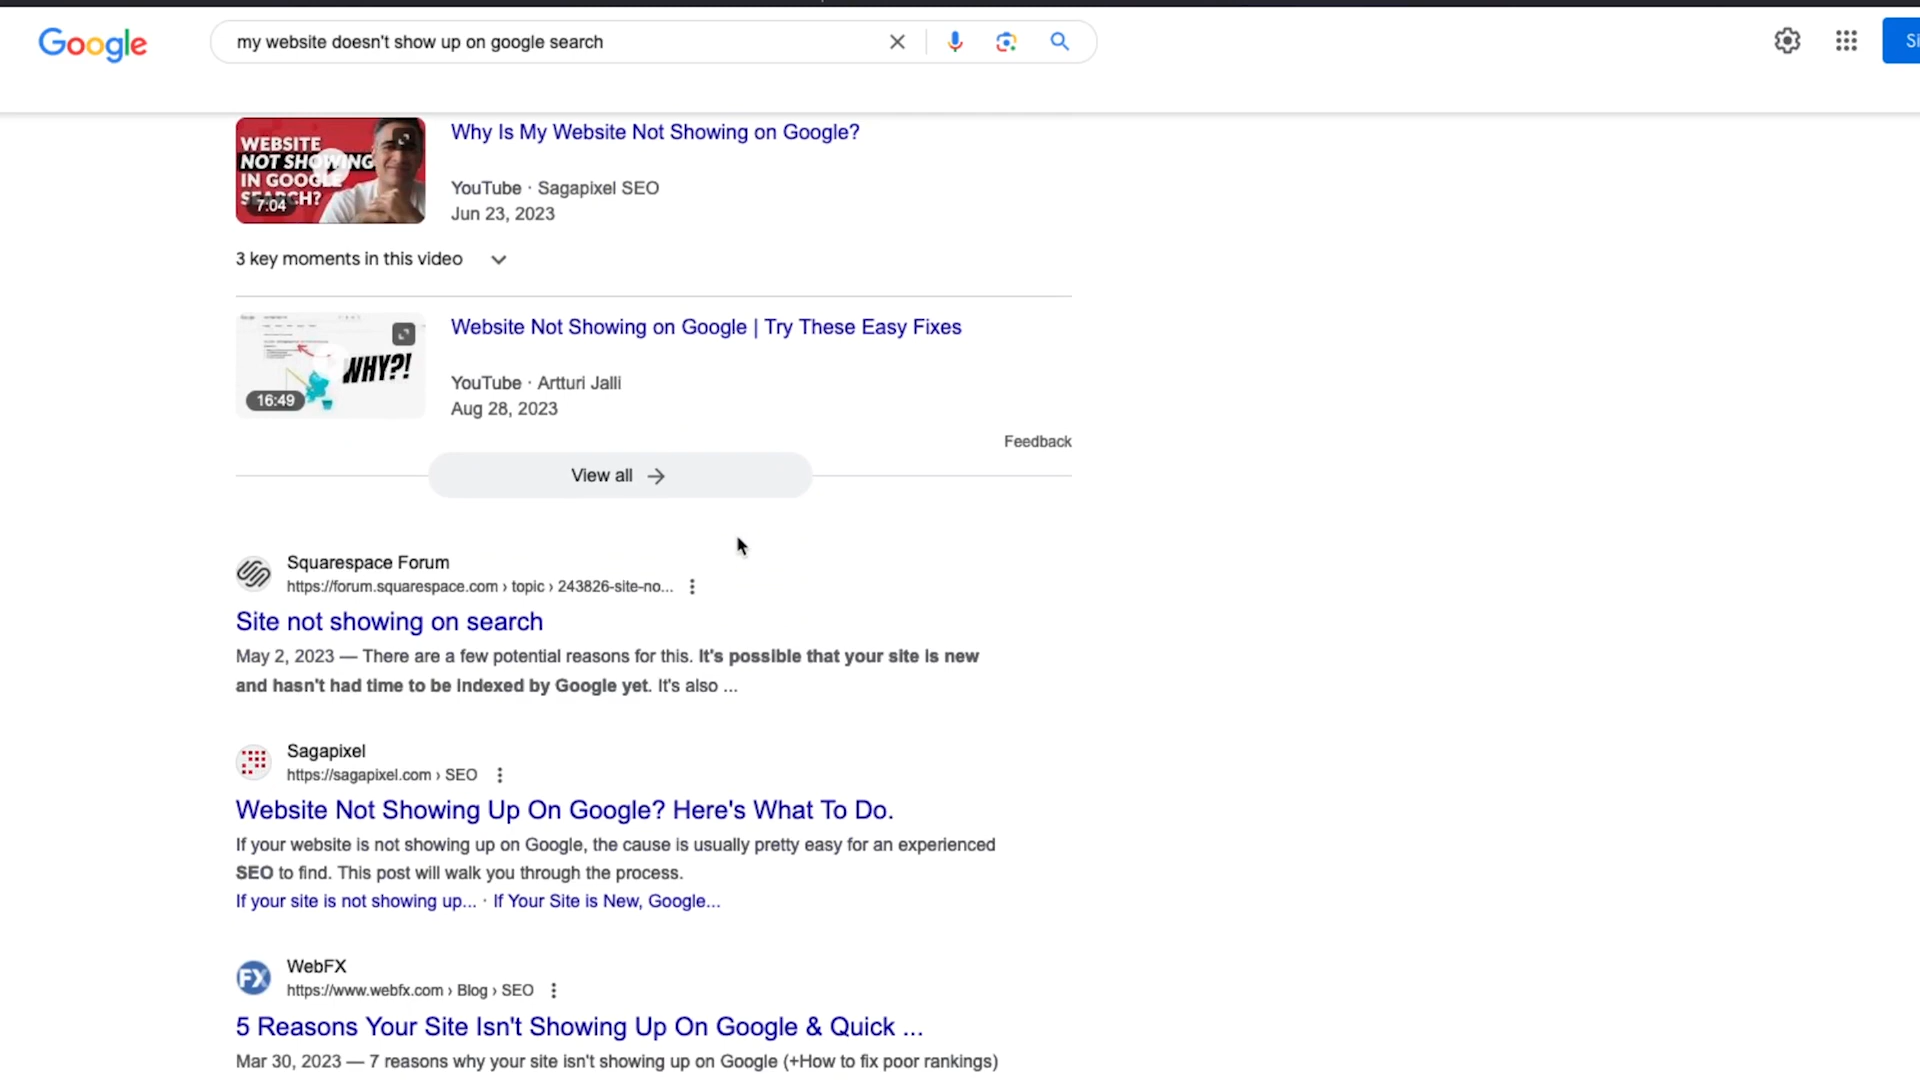 Google
my website doesn't show up on google search
Si
WEBSITE
NOT SHOWING
IN GOOGLE
SEARCH?
7:04
Why Is My Website Not Showing on Google?
YouTube · Sagapixel SEO
Jun 23, 2023
3 key moments in this video
WHY?!
16:49
Website Not Showing on Google | Try These Easy Fixes
YouTube · Artturi Jalli
Aug 28, 2023
Feedback
View all
Squarespace Forum
https://forum.squarespace.com › topic › 243826-site-no...
Site not showing on search
May 2, 2023 — There are a few potential reasons for this. It's possible that your site is new
and hasn't had time to be indexed by Google yet. It's also ...
Sagapixel
https://sagapixel.com › SEO
Website Not Showing Up On Google? Here's What To Do.
If your website is not showing up on Google, the cause is usually pretty easy for an experienced
SEO to find. This post will walk you through the process.
If your site is not showing up... · If Your Site is New, Google...
FX
WebFX
https://www.webfx.com › Blog › SEO
5 Reasons Your Site Isn't Showing Up On Google & Quick ...
Mar 30, 2023 — 7 reasons why your site isn't showing up on Google (+How to fix poor rankings)